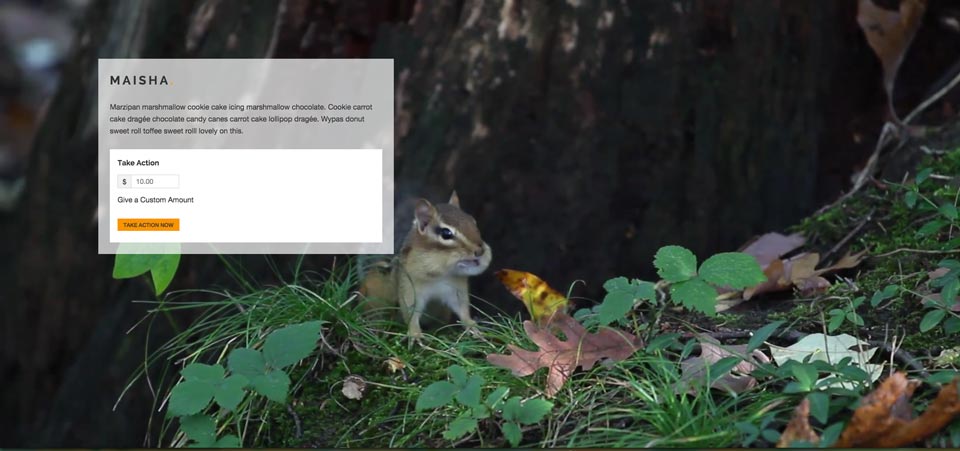 MAISHA.
Marzipan marshmallow cookie cake icing marshmallow chocolate. Cookie carrot
cake dragée chocolate candy canes carrot cake lollipop dragée. Wypas donut
sweet roll toffee sweet rolll lovely on this.
Take Action
$ 10.00
Give a Custom Amount
TAKE ACTION NOW